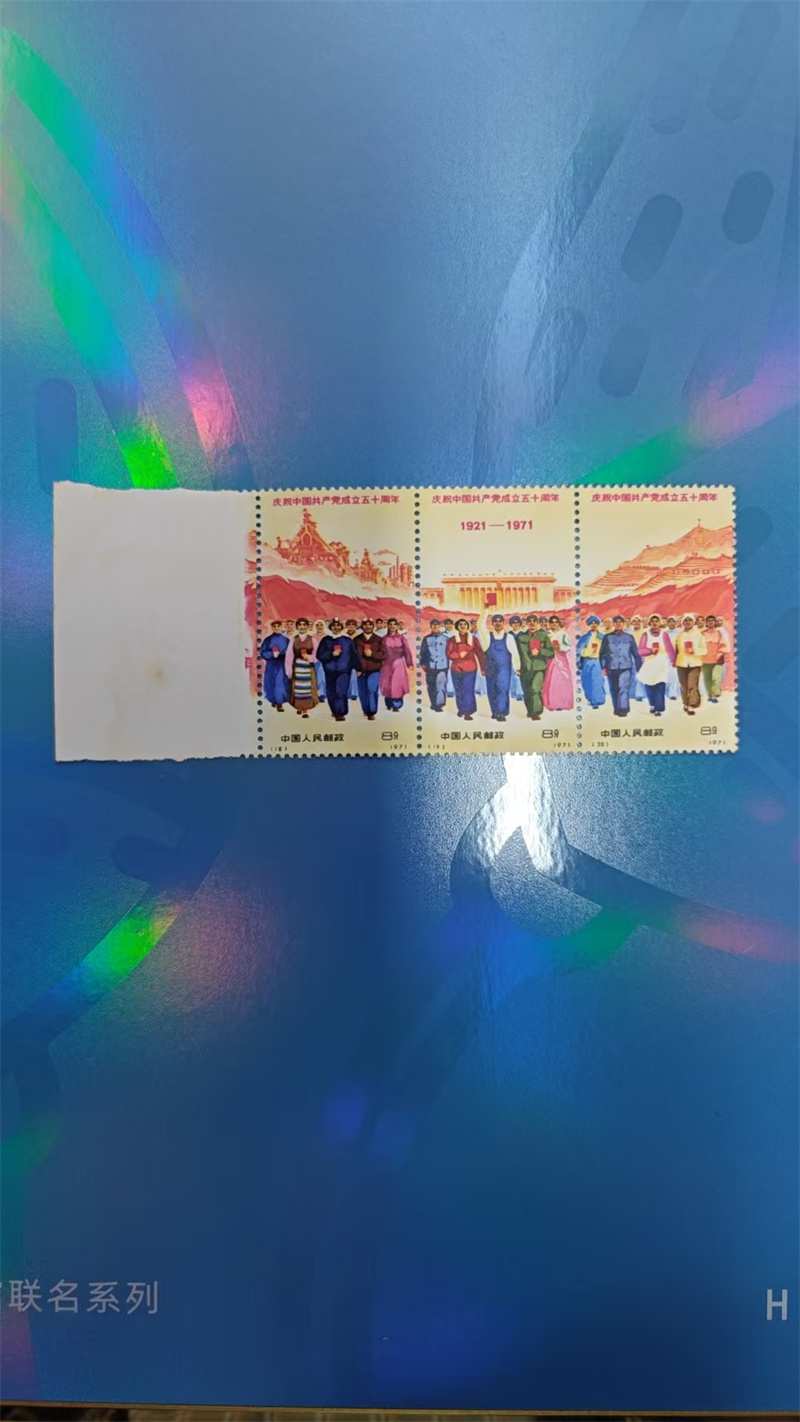 庆祝中国共产党成立五十周年
庆祝中国共产党成立五十周年
庆祝中国共产党成立五十周年
1921—1971
中国人民邮政
8分
中国人民邮政
8分
中国人民邮政
8分
(18)
1971
(19)
1971
(20)
1971
联名系列
H